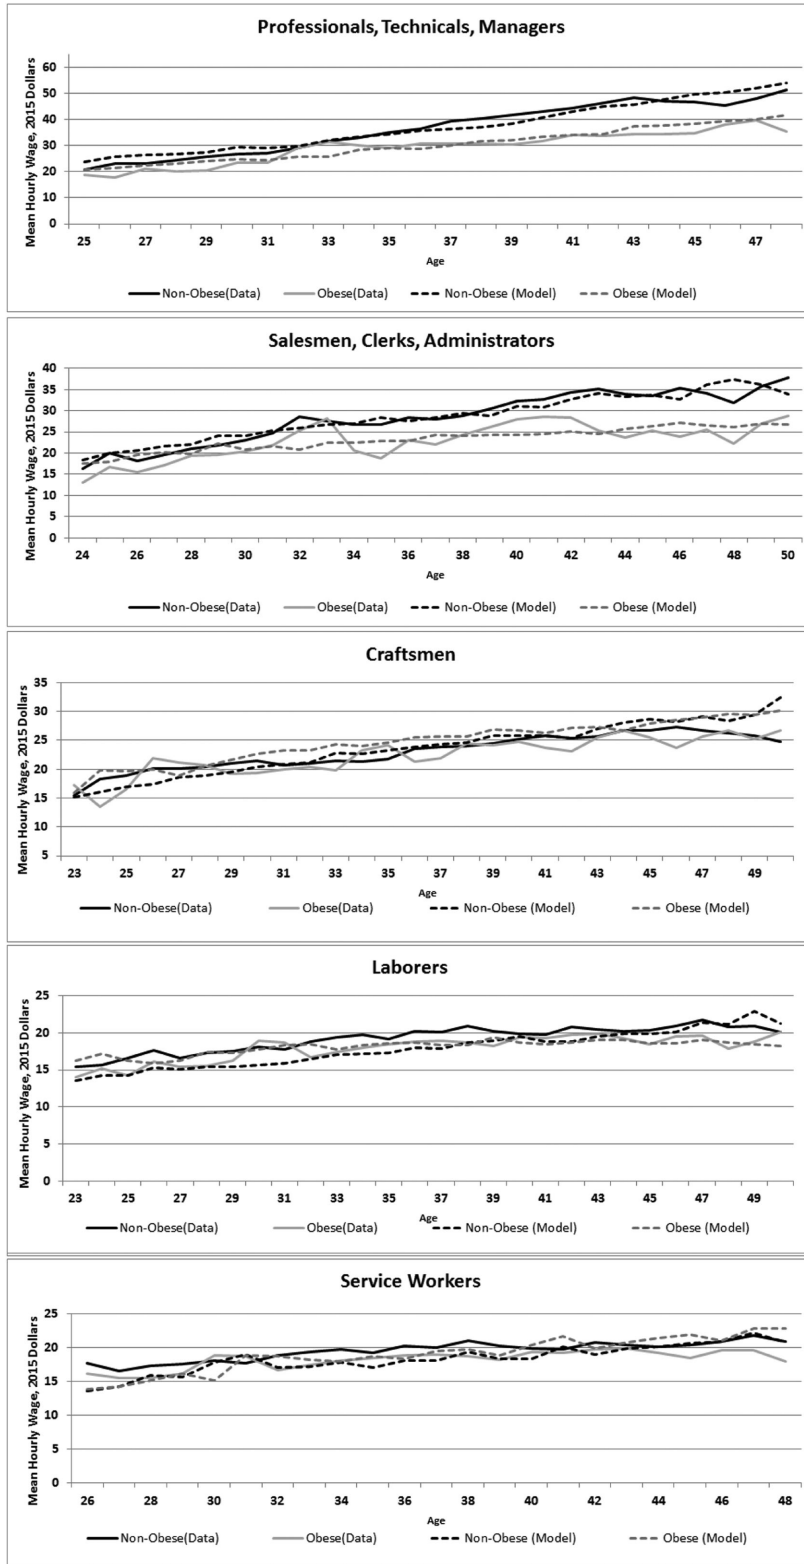 Professionals, Technicals, Managers
Mean Hourly Wage, 2015 Dollars
60
50
40
30
20
10
0
25 27 29 31 33 35 37 39 41 43 45 47
Age
Non-Obese(Data) Obese(Data) Non-Obese (Model) Obese (Model)
Salesmen, Clerks, Administrators
Mean Hourly Wage, 2015 Dollars
40
35
30
25
20
15
10
5
0
24 26 28 30 32 34 36 38 40 42 44 46 48 50
Age
Non-Obese(Data) Obese(Data) Non-Obese (Model) Obese (Model)
Craftsmen
Mean Hourly Wage, 2015 Dollars
35
30
25
20
15
10
5
23 25 27 29 31 33 35 37 39 41 43 45 47 49
Age
Non-Obese(Data) Obese(Data) Non-Obese (Model) Obese (Model)
Laborers
Mean Hourly Wage, 2015 Dollars
25
20
15
10
5
0
23 25 27 29 31 33 35 37 39 41 43 45 47 49
Age
Non-Obese(Data) Obese(Data) Non-Obese (Model) Obese (Model)
Service Workers
Mean Hourly Wage, 2015 Dollars
25
20
15
10
5
0
26 28 30 32 34 36 38 40 42 44 46 48
Age
Non-Obese(Data) Obese(Data) Non-Obese (Model) Obese (Model)